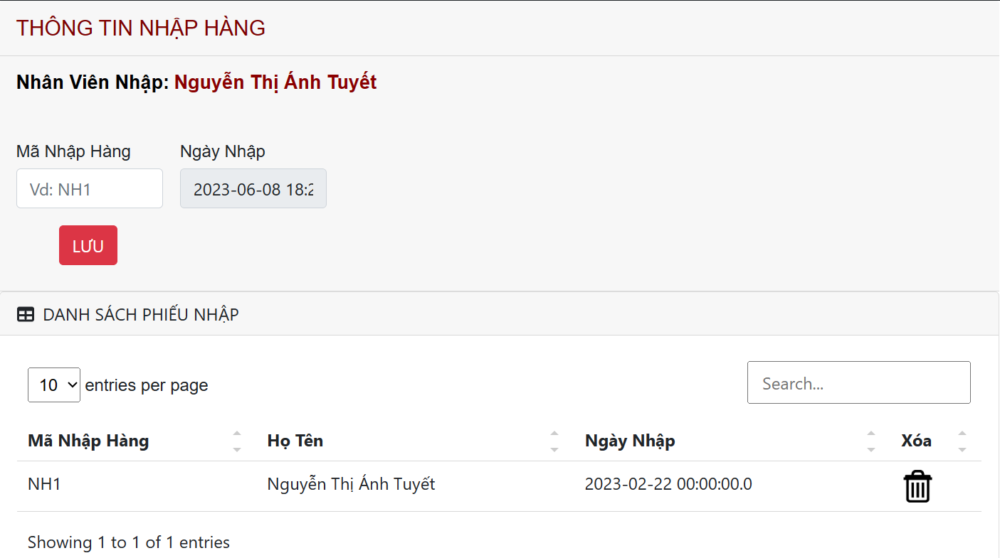 THÔNG TIN NHẬP HÀNG
Nhân Viên Nhập: Nguyễn Thị Ánh Tuyết
Mã Nhập Hàng Ngày Nhập
Vd: NH1 2023-06-08 18:2
LƯU
DANH SÁCH PHIẾU NHẬP
10 entries per page Search...
Mã Nhập Hàng Họ Tên Ngày Nhập Xóa
NH1 Nguyễn Thị Ánh Tuyết 2023-02-22 00:00:00.0
Showing 1 to 1 of 1 entries